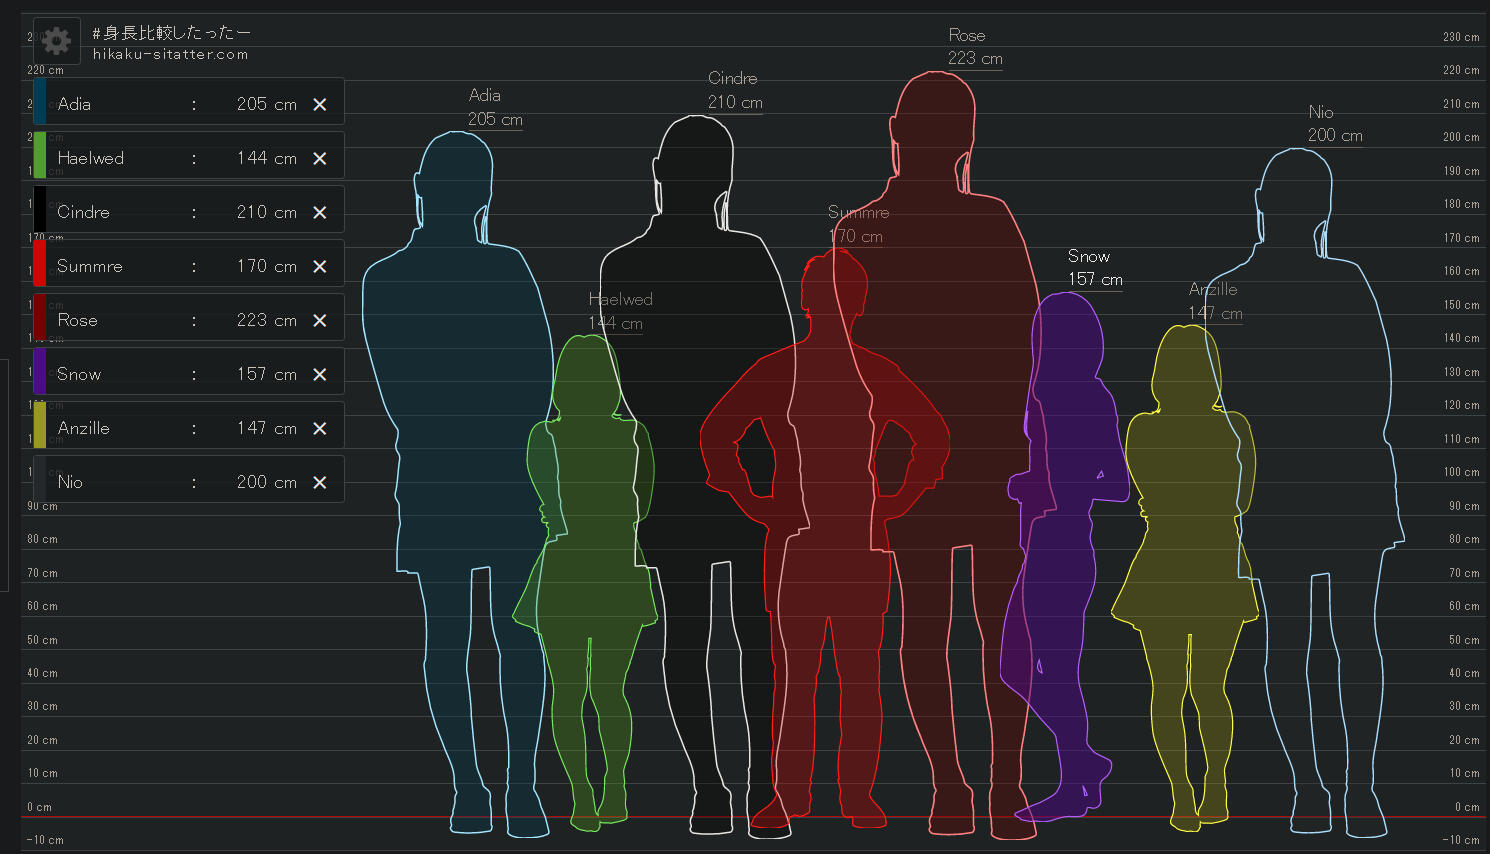 #身長比較したったー
hikaku-sitatter.com
Adia : 205 cm ×
Haelwed : 144 cm ×
Cindre : 210 cm ×
Summre : 170 cm ×
Rose : 223 cm ×
Snow : 157 cm ×
Anzille : 147 cm ×
Nio : 200 cm ×
220 cm
170 cm
90 cm
80 cm
70 cm
60 cm
50 cm
40 cm
30 cm
20 cm
10 cm
0 cm
-10 cm
Adia
205 cm
Haelwed
144 cm
Cindre
210 cm
Summre
170 cm
Rose
223 cm
Snow
157 cm
Anzille
147 cm
Nio
200 cm
230 cm
220 cm
210 cm
200 cm
190 cm
180 cm
170 cm
160 cm
150 cm
140 cm
130 cm
120 cm
110 cm
100 cm
90 cm
80 cm
70 cm
60 cm
50 cm
40 cm
30 cm
20 cm
10 cm
0 cm
-10 cm